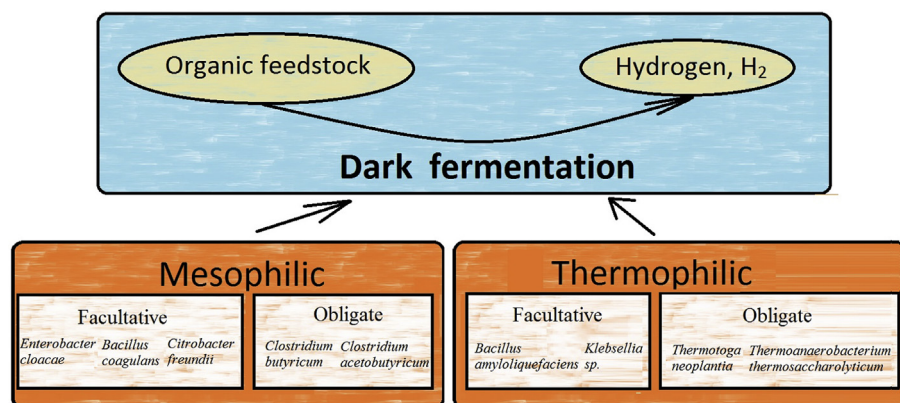 Organic feedstock
Hydrogen, H₂
Dark fermentation
Mesophilic
Facultative
Enterobacter cloacae
Bacillus coagulans
Citrobacter freundii
Obligate
Clostridium butyricum
Clostridium acetobutyricum
Thermophilic
Facultative
Bacillus amyloliquefaciens
Klebsellia sp.
Obligate
Thermotoga neoplantia
Thermoanaerobacterium thermosaccharolyticum